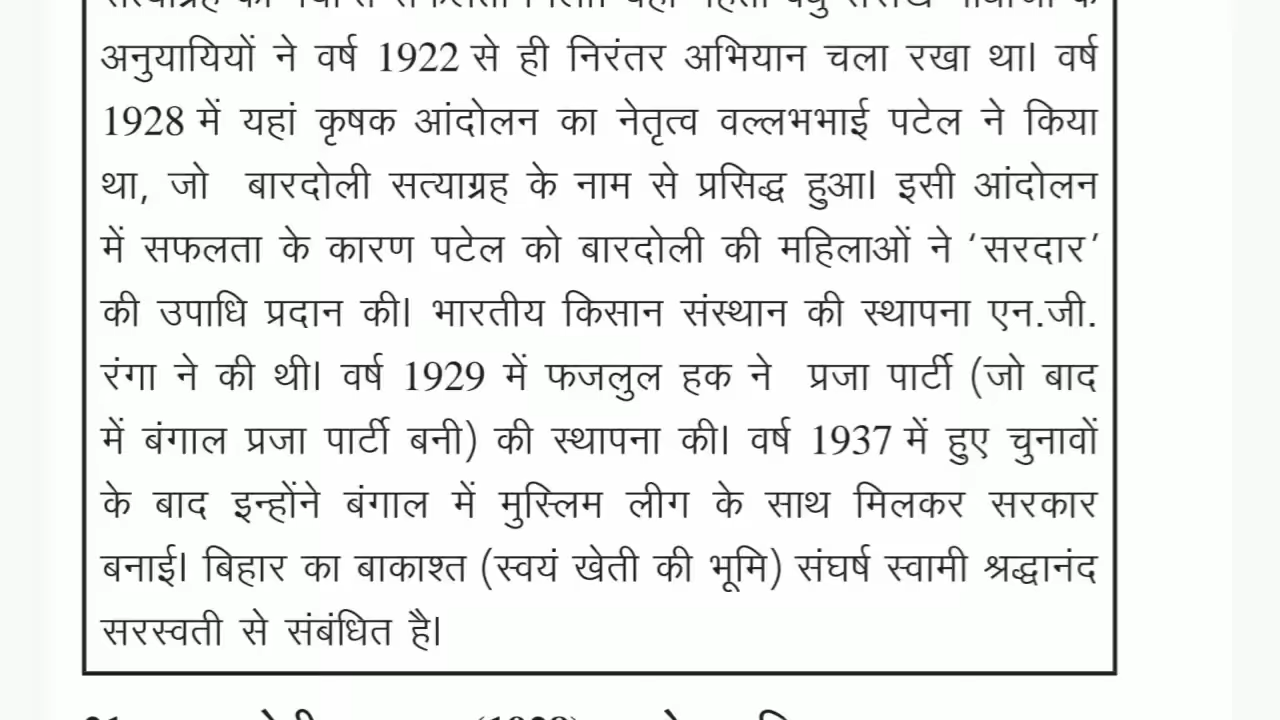 अनुयायियों ने वर्ष 1922 से ही निरंतर अभियान चला रखा था। वर्ष
1928 में यहां कृषक आंदोलन का नेतृत्व वल्लभभाई पटेल ने किया
था, जो बारदोली सत्याग्रह के नाम से प्रसिद्ध हुआ। इसी आंदोलन
में सफलता के कारण पटेल को बारदोली की महिलाओं ने ‘सरदार’
की उपाधि प्रदान की। भारतीय किसान संस्थान की स्थापना एन.जी.
रंगा ने की थी। वर्ष 1929 में फजलुल हक ने प्रजा पार्टी (जो बाद
में बंगाल प्रजा पार्टी बनी) की स्थापना की। वर्ष 1937 में हुए चुनावों
के बाद इन्होंने बंगाल में मुस्लिम लीग के साथ मिलकर सरकार
बनाई। बिहार का बाकाश्त (स्वयं खेती की भूमि) संघर्ष स्वामी श्रद्धानंद
सरस्वती से संबंधित है।